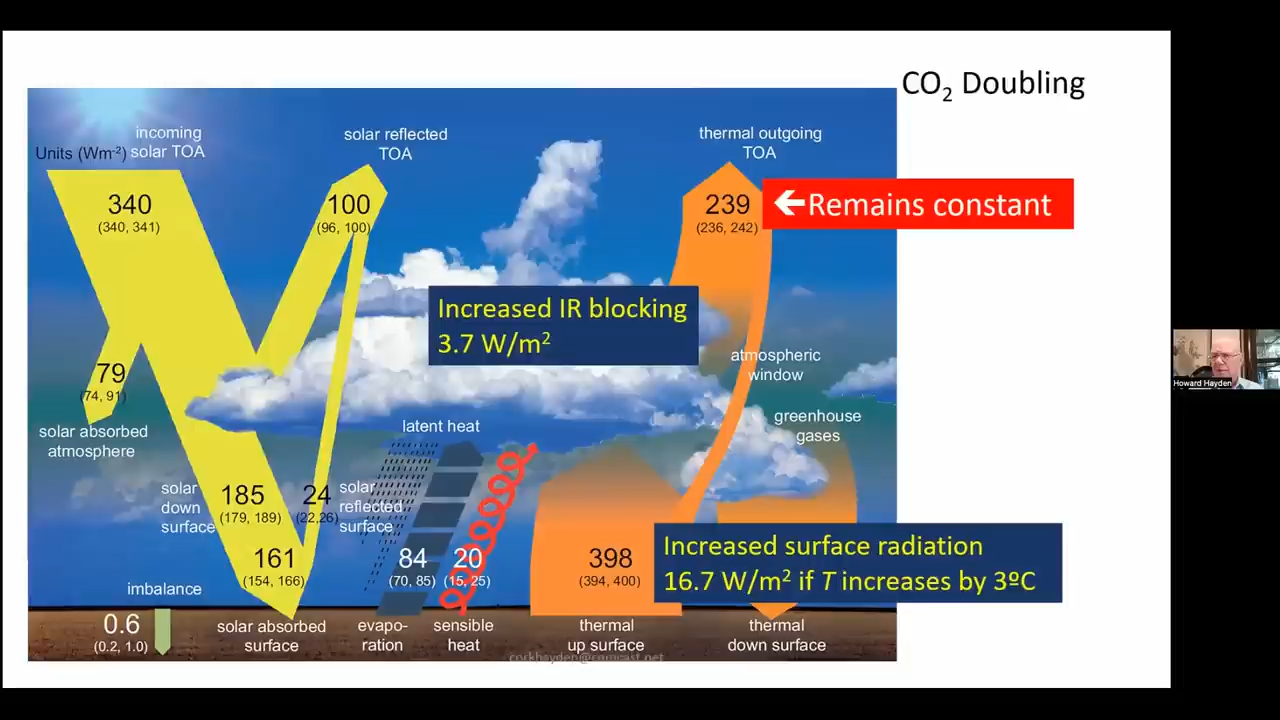 CO₂ Doubling
incoming
solar TOA
Units (Wm⁻²)
solar reflected
TOA
thermal outgoing
TOA
340
(340, 341)
100
(96, 100)
239
(236, 242)
←Remains constant
Increased IR blocking
3.7 W/m²
79
(74, 91)
solar absorbed
atmosphere
atmospheric
window
greenhouse
gases
latent heat
solar
down
surface
185
(179, 189)
24
(22,26)
solar
reflected
surface
161
(154, 166)
84
(70, 85)
20
(15, 25)
398
(394, 400)
Increased surface radiation
16.7 W/m² if T increases by 3ºC
imbalance
0.6
(0.2, 1.0)
solar absorbed
surface
evapo-
ration
sensible
heat
thermal
up surface
thermal
down surface
corkhayden@comcast.net
Howard Hayden